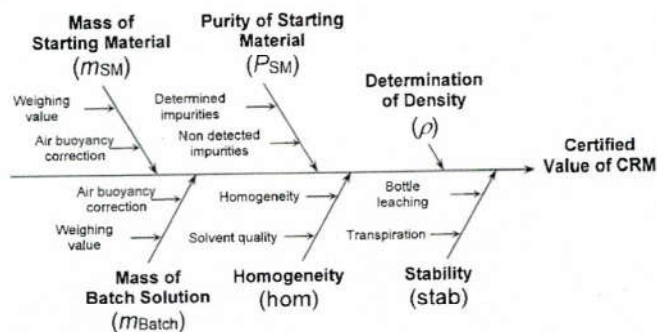 Mass of
Starting Material
(mSM)
Purity of Starting
Material
(PSM)
Determination
of Density
(ρ)
Weighing
value
Air buoyancy
correction
Determined
impurities
Non detected
impurities
Certified
Value of CRM
Air buoyancy
correction
Weighing
value
Homogeneity
Solvent quality
Bottle
leaching
Transpiration
Mass of
Batch Solution
(mBatch)
Homogeneity
(hom)
Stability
(stab)